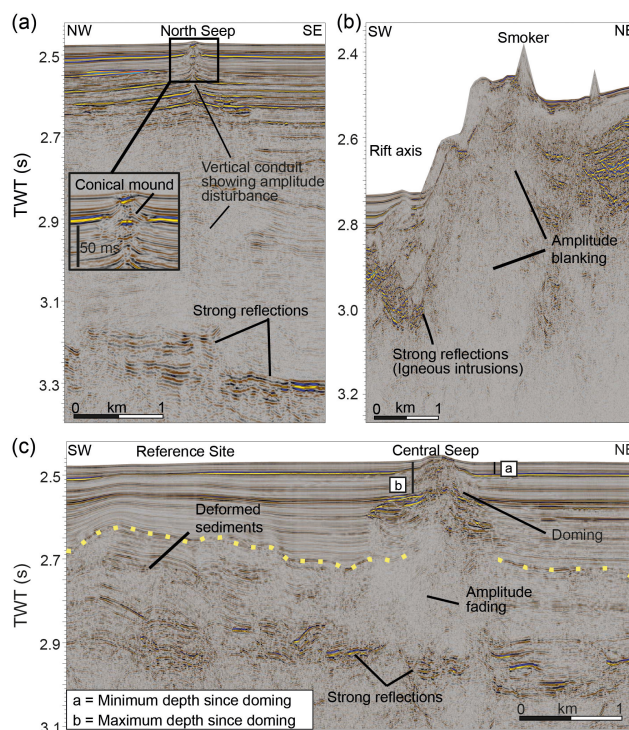 (a)
NW
North Seep
SE
2.5
2.7
2.9
3.1
3.3
TWT (s)
Vertical conduit
showing amplitude
disturbance
Conical mound
50 ms
Strong reflections
0 km 1
(b)
SW
Smoker
NE
2.4
2.6
2.8
3.0
3.2
Rift axis
Amplitude
blanking
Strong reflections
(Igneous intrusions)
0 km 1
(c)
SW
Reference Site
Central Seep
NE
2.5
2.7
2.9
3.1
TWT (s)
a
b
Deformed
sediments
Doming
Amplitude
fading
Strong reflections
a = Minimum depth since doming
b = Maximum depth since doming
0 km 1